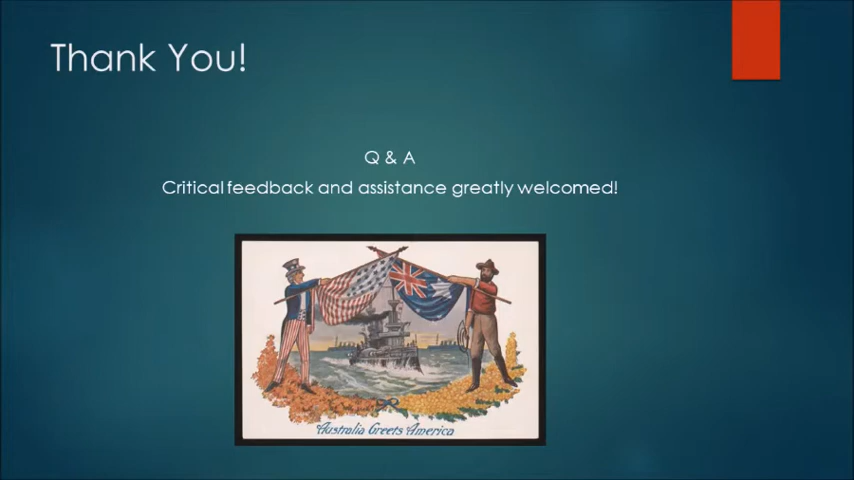 Thank You!
Q & A
Critical feedback and assistance greatly welcomed!
Australia Greets America